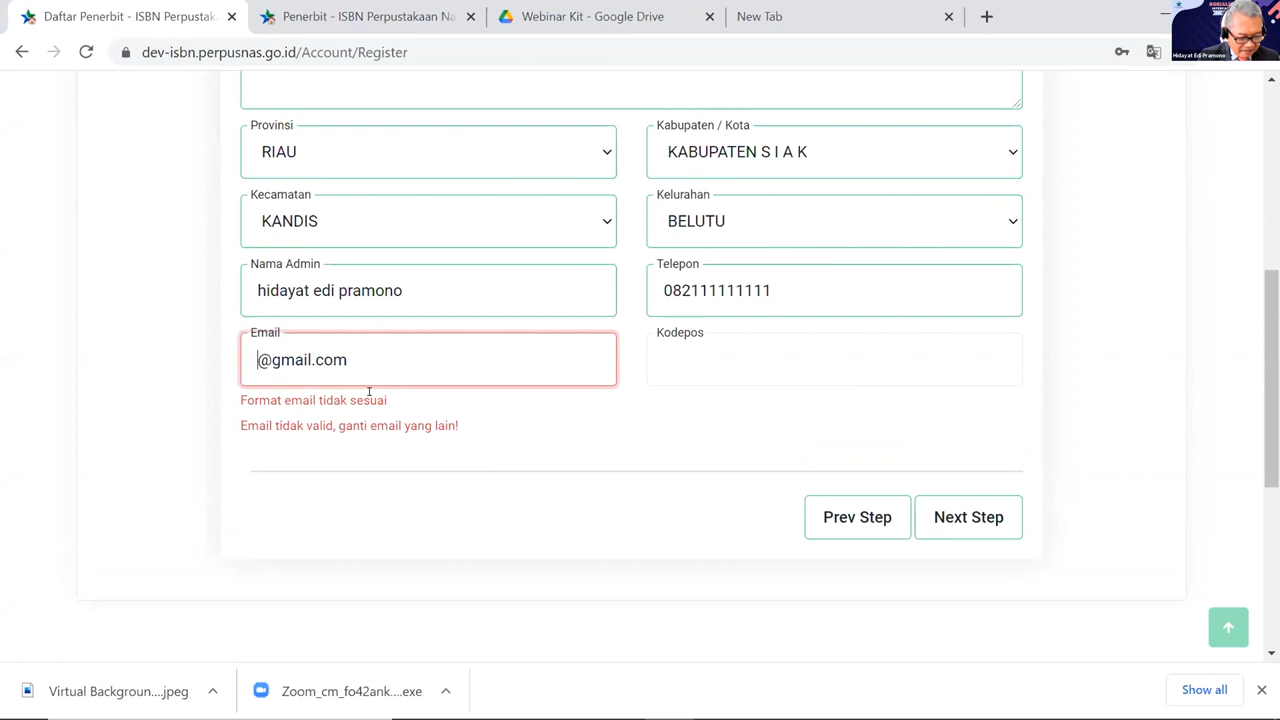 Daftar Penerbit - ISBN Perpustak
Penerbit - ISBN Perpustakaan Na
Webinar Kit - Google Drive
New Tab
dev-isbn.perpusnas.go.id/Account/Register
Hidayat Edi Pramono
Provinsi
Kabupaten / Kota
RIAU
KABUPATEN S I A K
Kecamatan
Kelurahan
KANDIS
BELUTU
Nama Admin
Telepon
hidayat edi pramono
082111111111
Email
Kodepos
@gmail.com
Format email tidak sesuai
Email tidak valid, ganti email yang lain!
Prev Step
Next Step
Virtual Backgroun....jpeg
Zoom_cm_fo42ank....exe
Show all